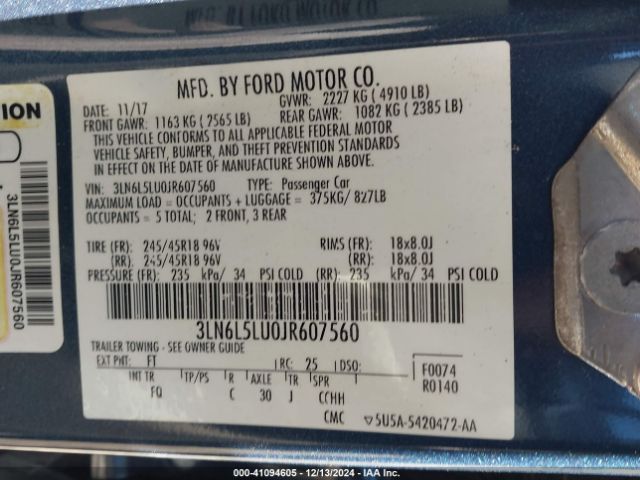 MFD. BY FORD MOTOR CO.
DATE: 11/17
GVWR: 2227 KG ( 4910 LB)
FRONT GAWR: 1163 KG ( 2565 LB)
REAR GAWR: 1082 KG ( 2385 LB)
THIS VEHICLE CONFORMS TO ALL APPLICABLE FEDERAL MOTOR
VEHICLE SAFETY, BUMPER, AND THEFT PREVENTION STANDARDS
IN EFFECT ON THE DATE OF MANUFACTURE SHOWN ABOVE.
VIN: 3LN6L5LU0JR607560 TYPE: Passenger Car
MAXIMUM LOAD = OCCUPANTS + LUGGAGE = 375KG/ 827LB
OCCUPANTS = 5 TOTAL; 2 FRONT, 3 REAR
TIRE (FR): 245/45R18 96V RIMS (FR): 18x8.0J
(RR): 245/45R18 96V (RR): 18x8.0J
PRESSURE (FR): 235 kPa/ 34 PSI COLD (RR): 235 kPa/ 34 PSI COLD
3LN6L5LU0JR607560
TRAILER TOWING - SEE OWNER GUIDE
EXT PNT: FT RC: 25 DSO:
F0074
R0140
INT TR TP/PS R AXLE TR SPR
FQ C 30 J CCHH
CMC 5U5A-5420472-AA
ION
3LN6L5LU0JR607560
000-41094605 - 12/13/2024 - IAA Inc.